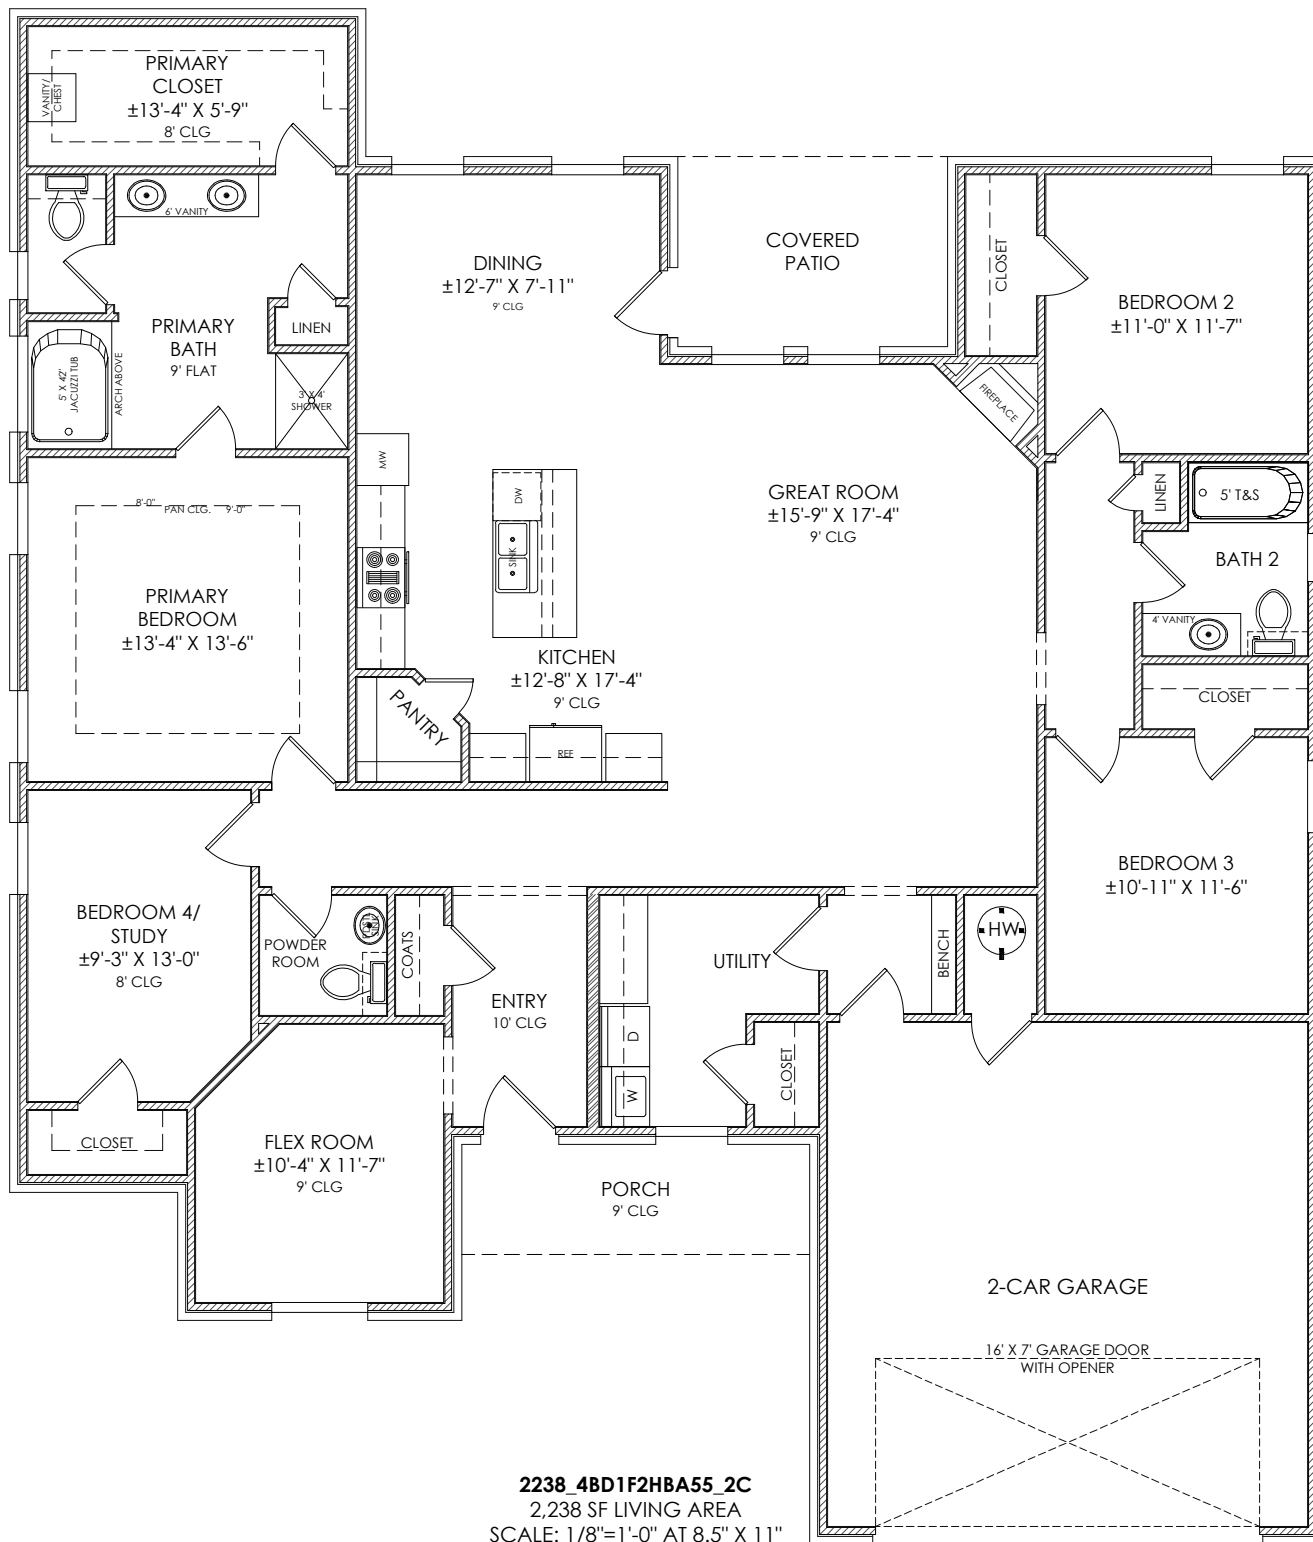 PRIMARY
CLOSET
±13'-4" X 5'-9"
8' CLG
VANITY/
CHEST
6' VANITY
LINEN
PRIMARY
BATH
9' FLAT
5' X 42"
JACUZZI TUB
ARCH ABOVE
3' X 4'
SHOWER
DINING
±12'-7" X 7'-11"
9' CLG
COVERED
PATIO
CLOSET
BEDROOM 2
±11'-0" X 11'-7"
FIREPLACE
MW
DW
SINK
GREAT ROOM
±15'-9" X 17'-4"
9' CLG
LINEN
5' T&S
BATH 2
4' VANITY
8'-0"
PAN CLG.
9'-0"
PRIMARY
BEDROOM
±13'-4" X 13'-6"
KITCHEN
±12'-8" X 17'-4"
9' CLG
PANTRY
REF
CLOSET
BEDROOM 3
±10'-11" X 11'-6"
BEDROOM 4/
STUDY
±9'-3" X 13'-0"
8' CLG
POWDER
ROOM
COATS
ENTRY
10' CLG
UTILITY
BENCH
HW
D
W
CLOSET
CLOSET
FLEX ROOM
±10'-4" X 11'-7"
9' CLG
PORCH
9' CLG
2-CAR GARAGE
16' X 7' GARAGE DOOR
WITH OPENER
2238_4BD1F2HBA55_2C
2,238 SF LIVING AREA
SCALE: 1/8"=1'-0" AT 8.5" X 11"